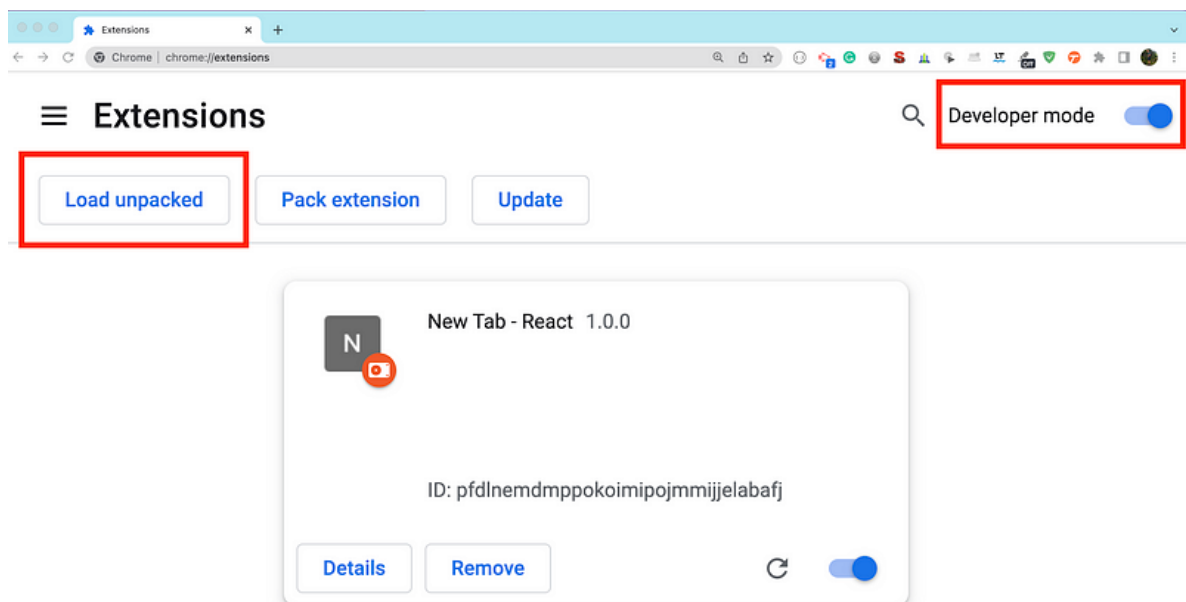 Extensions
Chrome | chrome://extensions
Extensions
Developer mode
Load unpacked Pack extension Update
N
New Tab - React 1.0.0
ID: pfdlnemdmppokoimipojmmijjelabafj
Details Remove